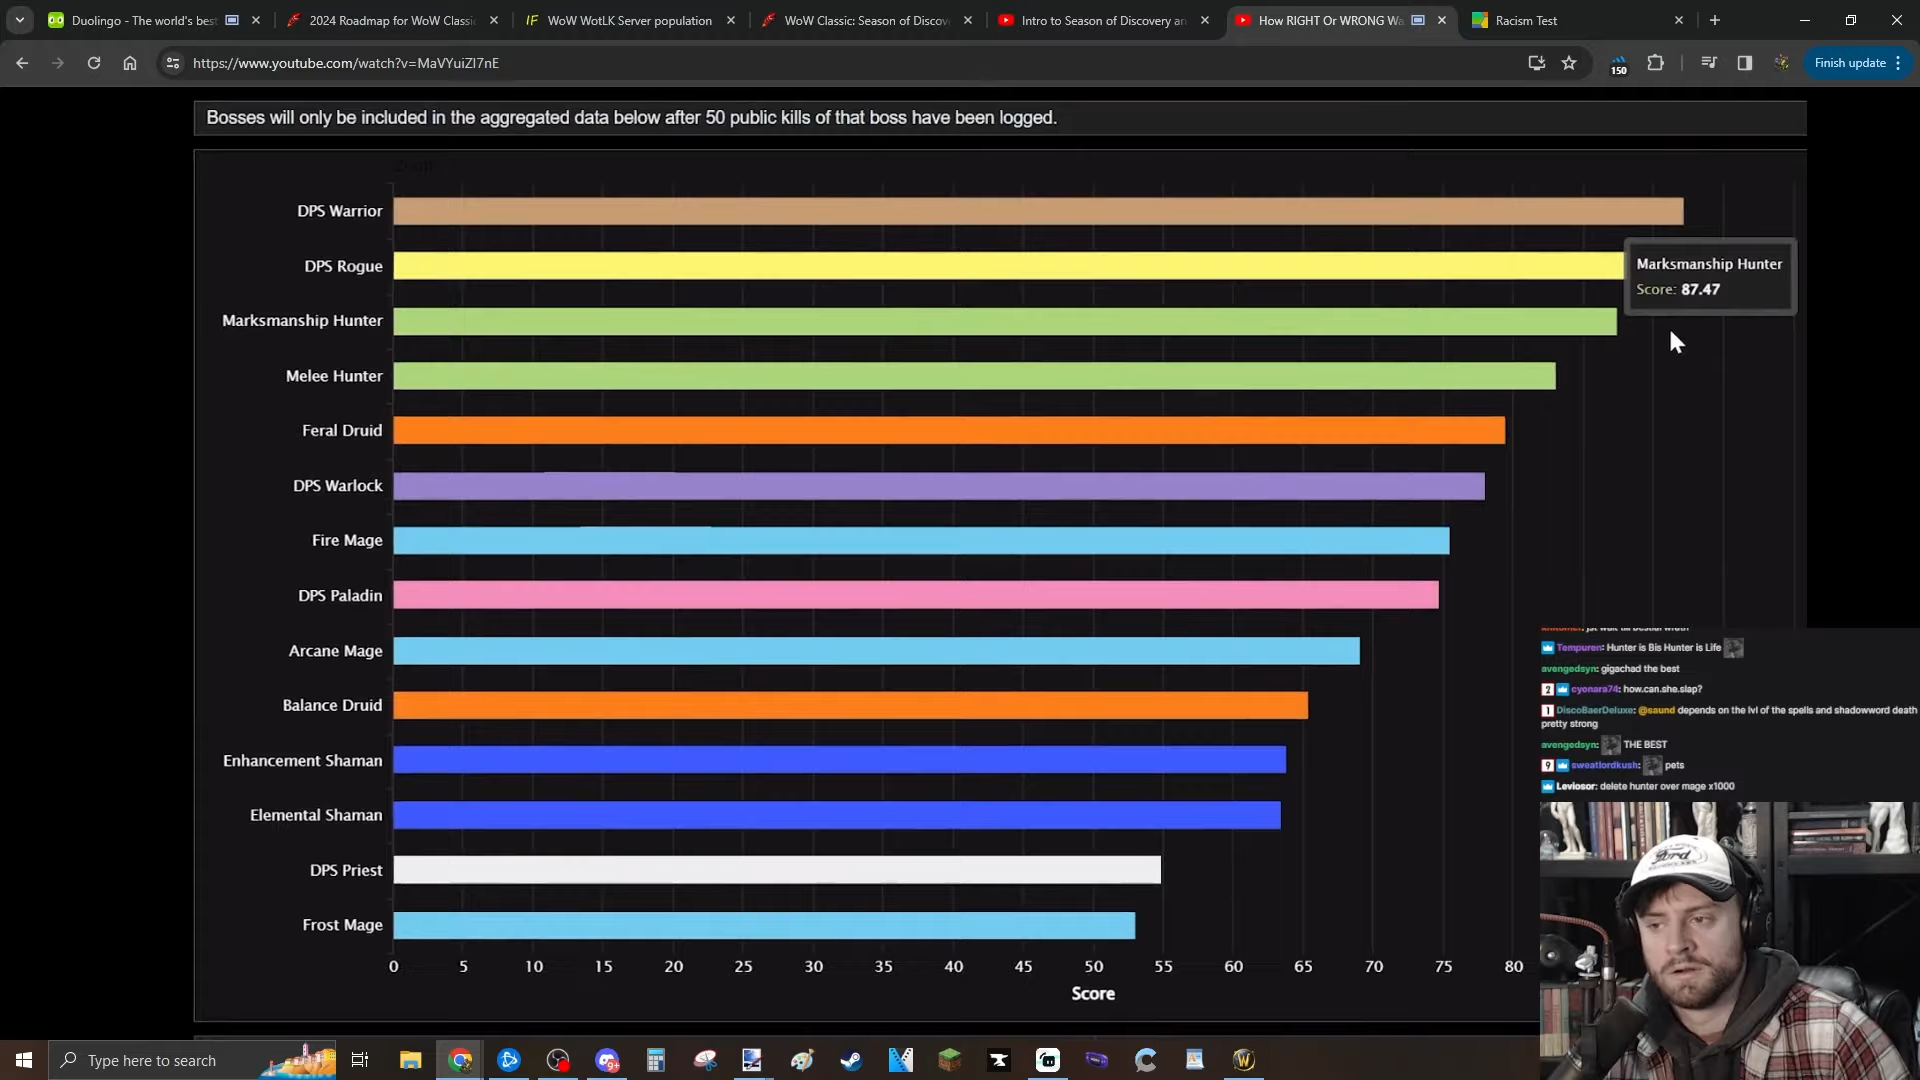 Duolingo - The world's best
2024 Roadmap for WoW Classic
WoW WotLK Server population
WoW Classic: Season of Discov
Intro to Season of Discovery an
How RIGHT Or WRONG Wa
Racism Test
https://www.youtube.com/watch?v=MaVYuiZI7nE
150
Finish update
Bosses will only be included in the aggregated data below after 50 public kills of that boss have been logged.
DPS Warrior
DPS Rogue
Marksmanship Hunter
Score: 87.47
Marksmanship Hunter
Melee Hunter
Feral Druid
DPS Warlock
Fire Mage
DPS Paladin
Arcane Mage
Balance Druid
Enhancement Shaman
Elemental Shaman
DPS Priest
Frost Mage
0 5 10 15 20 25 30 35 40 45 50 55 60 65 70 75 80
Score
Tempuren: Hunter is Bis Hunter is Life
avengedsyn: gigachad the best
2 cyonara74: how.can.she.slap?
1 DiscoBaerDeluxe: @saund depends on the lvl of the spells and shadowword death
pretty strong
avengedsyn: THE BEST
9 sweatlordkush: pets
Leviosor: delete hunter over mage x1000
Ford
Type here to search
9+